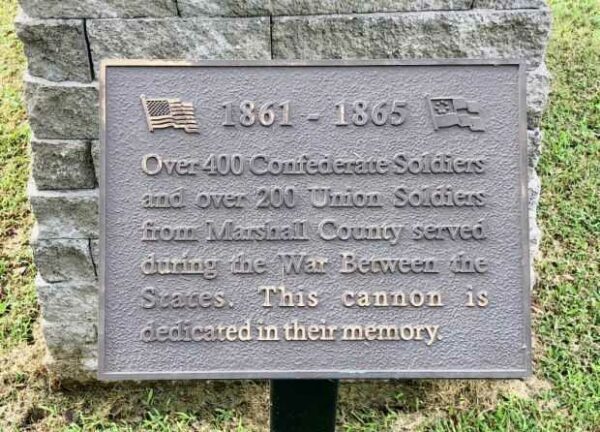 1861 - 1865
Over 400 Confederate Soldiers
and over 200 Union Soldiers
from Marshall County served
during the War Between the
States. This cannon is
dedicated in their memory.